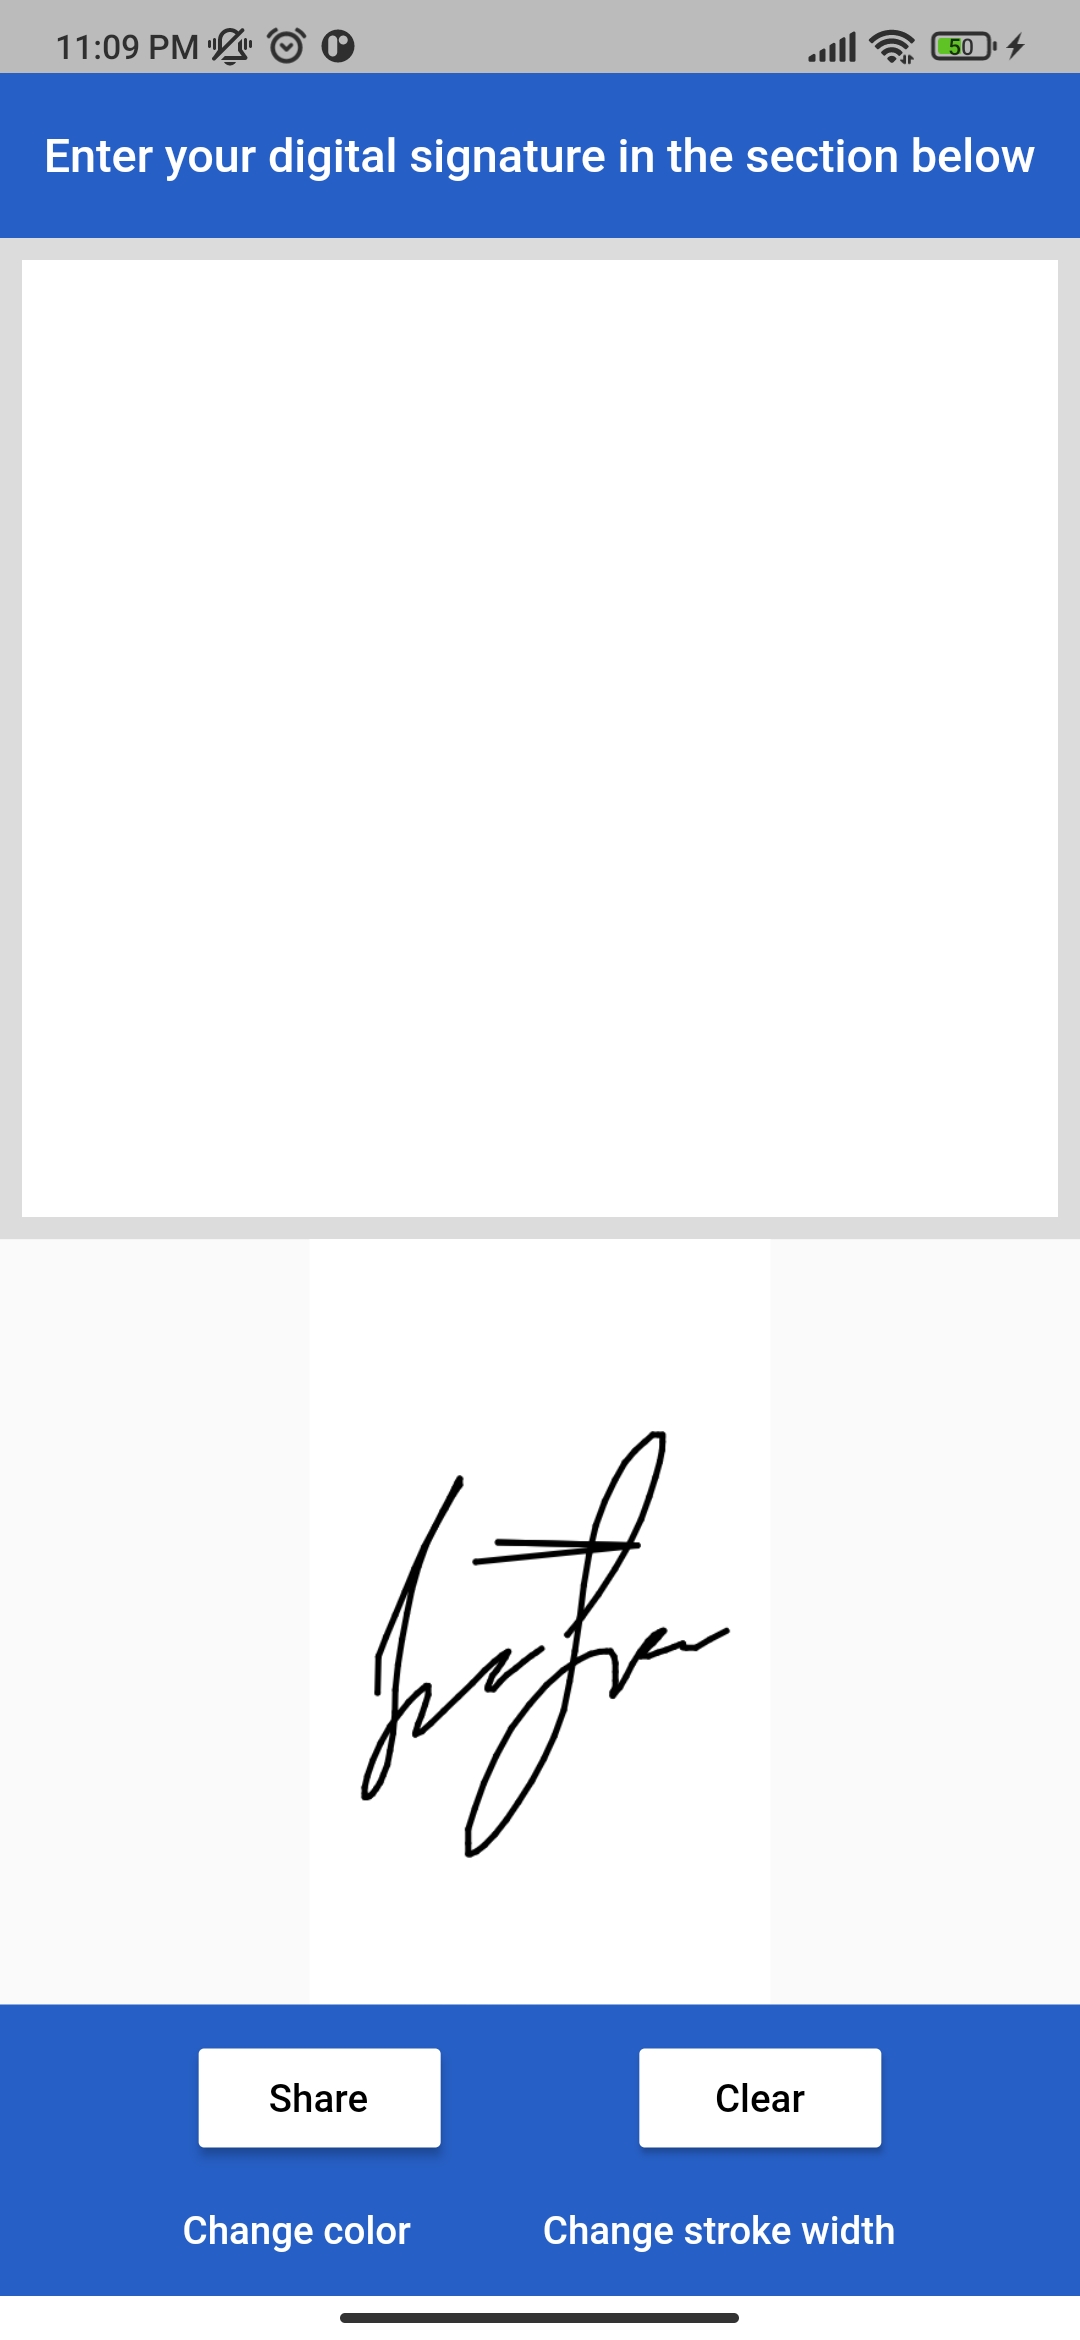 11:09 PM 50
Enter your digital signature in the section below
Share Clear
Change color Change stroke width